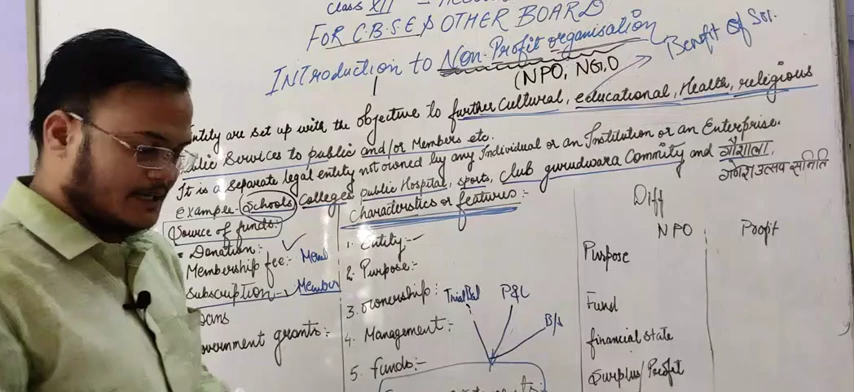 Class XII -
FOR C.B.S.E & OTHER BOARD
INTRoduction to Non-Profit organisation
Benefit of Soc.
(NPO, NGO
Entity are set up with the objective to further Cultural, educational, Health, religious
Public Services to public and/or Members etc.
It is a Separate legal entity not owned by any Individual or an Institution or an Enterprise.
example- Schools Colleges, public Hospital, sports, Club gurudwara Commity and गौशाला,
गणेश उत्सव समिति
Source of funds:
Donation:-
Membership fee:-
Subscription:- Member
oans
overnment grants:-
Characteristics or features:-
1. Entity:-
2. Purpose:-
3. ownership:
4. Management:-
5. funds:-
Trial Bal
P&L
B/S
Diff
NPO Profit
Purpose
Fund
financial state
Surplus/Profit